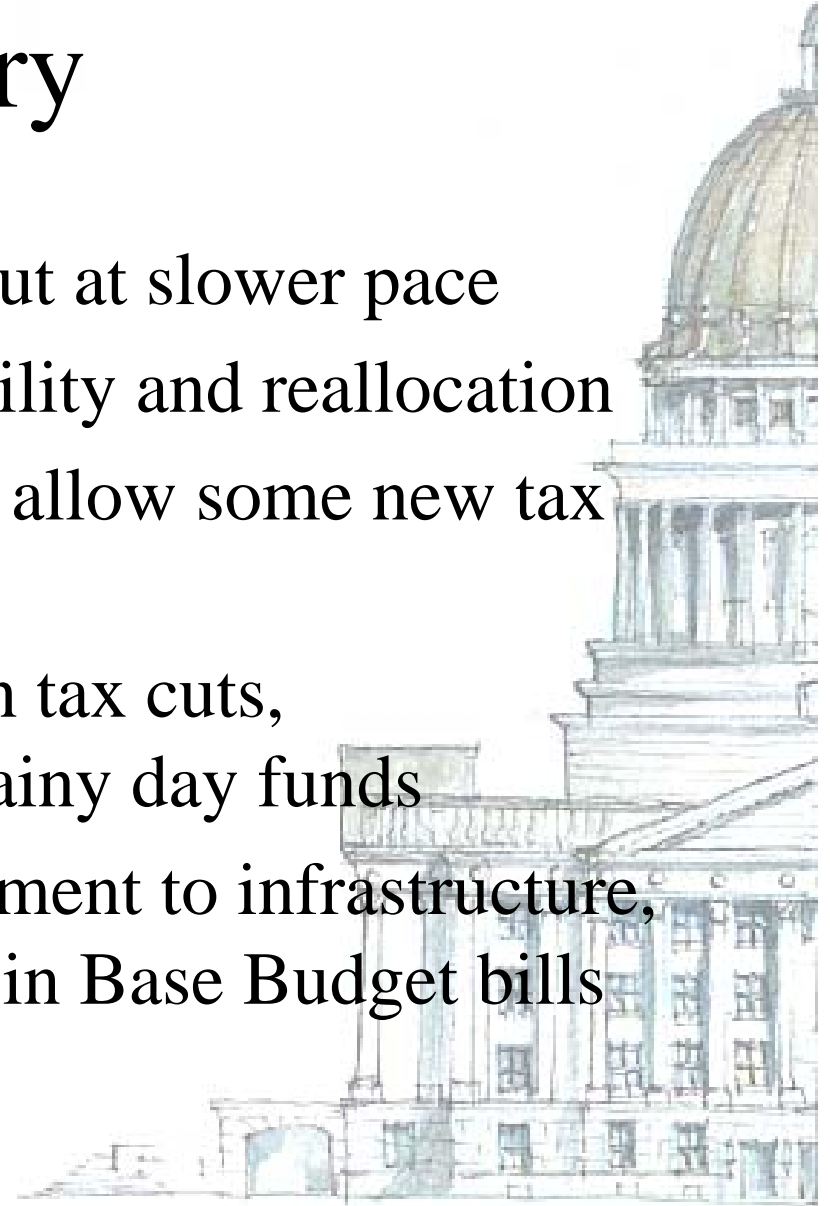 ry
ut at slower pace
ility and reallocation
allow some new tax
n tax cuts,
ainy day funds
ment to infrastructure,
in Base Budget bills